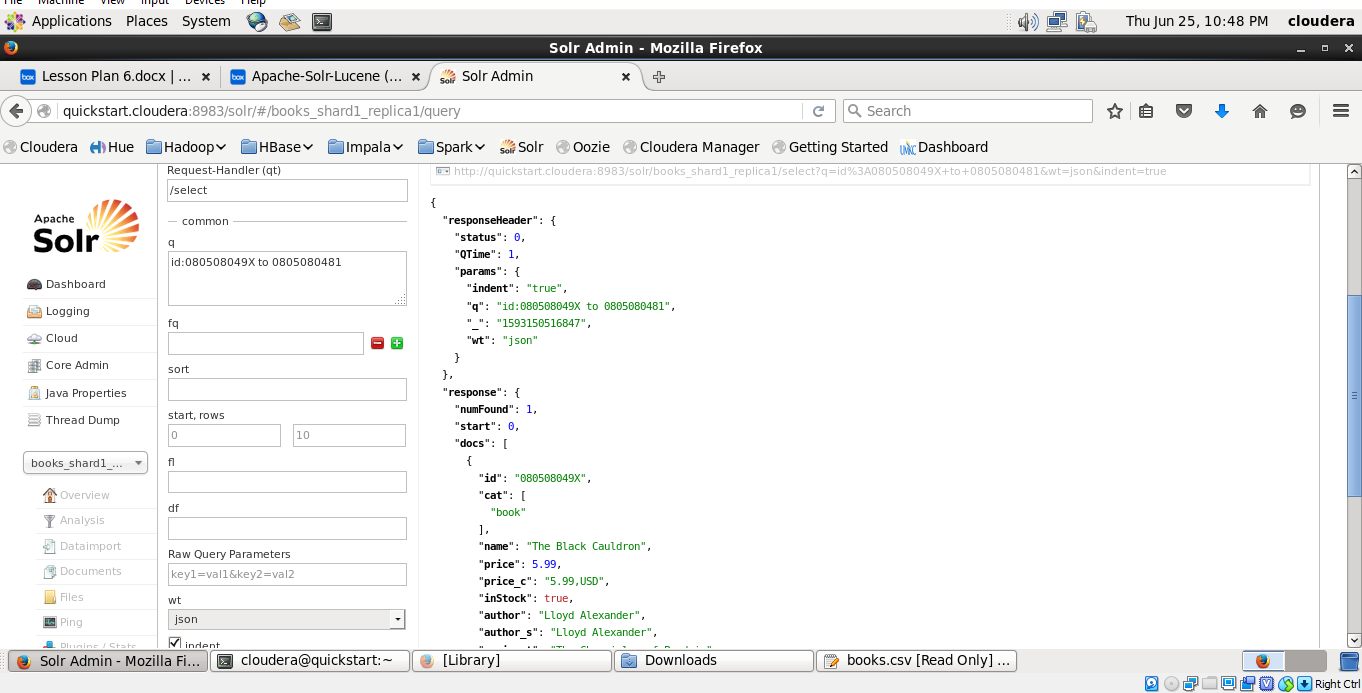 File Machine View Input Devices Help
Applications Places System Thu Jun 25, 10:48 PM cloudera
Solr Admin - Mozilla Firefox
Lesson Plan 6.docx | ... Apache-Solr-Lucene (... Solr Admin
quickstart.cloudera:8983/solr/#/books_shard1_replica1/query Search
Cloudera Hue Hadoop HBase Impala Spark Solr Oozie Cloudera Manager Getting Started Dashboard
Apache
Solr
Dashboard
Logging
Cloud
Core Admin
Java Properties
Thread Dump
books_shard1_...
Overview
Analysis
Dataimport
Documents
Files
Ping
Plugins / Stats
Request-Handler (qt)
/select
common
q
id:080508049X to 0805080481
fq
sort
start, rows
0 10
fl
df
Raw Query Parameters
key1=val1&key2=val2
wt
json
indent
http://quickstart.cloudera:8983/solr/books_shard1_replica1/select?q=id%3A080508049X+to+0805080481&wt=json&indent=true
{
"responseHeader": {
"status": 0,
"QTime": 1,
"params": {
"indent": "true",
"q": "id:080508049X to 0805080481",
"_": "1593150516847",
"wt": "json"
}
},
"response": {
"numFound": 1,
"start": 0,
"docs": [
{
"id": "080508049X",
"cat": [
"book"
],
"name": "The Black Cauldron",
"price": 5.99,
"price_c": "5.99,USD",
"inStock": true,
"author": "Lloyd Alexander",
"author_s": "Lloyd Alexander",
Solr Admin - Mozilla Fi... cloudera@quickstart:~ [Library] Downloads books.csv [Read Only] ...
Right Ctrl